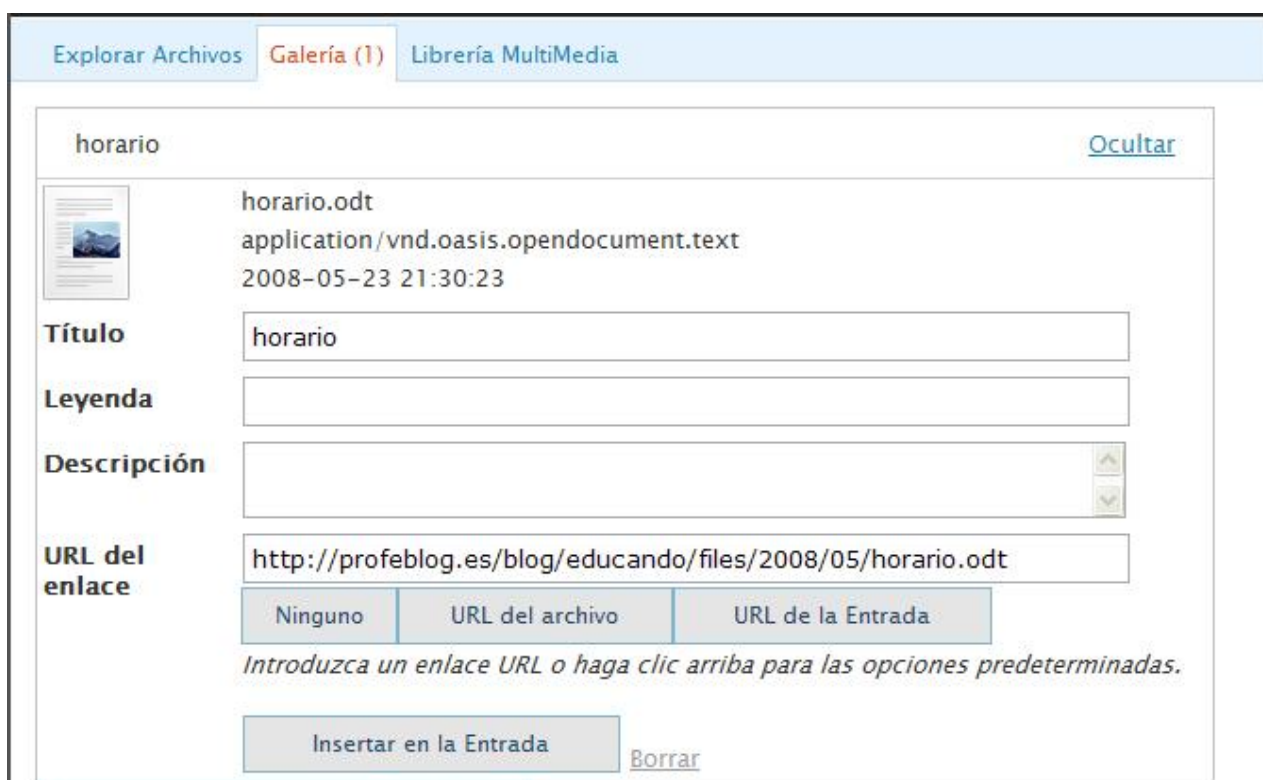 Explorar Archivos Galería (1) Librería MultiMedia
horario Ocultar
horario.odt
application/vnd.oasis.opendocument.text
2008-05-23 21:30:23
Título horario
Leyenda
Descripción
URL del enlace http://profeblog.es/blog/educando/files/2008/05/horario.odt
Ninguno URL del archivo URL de la Entrada
Introduzca un enlace URL o haga clic arriba para las opciones predeterminadas.
Insertar en la Entrada Borrar